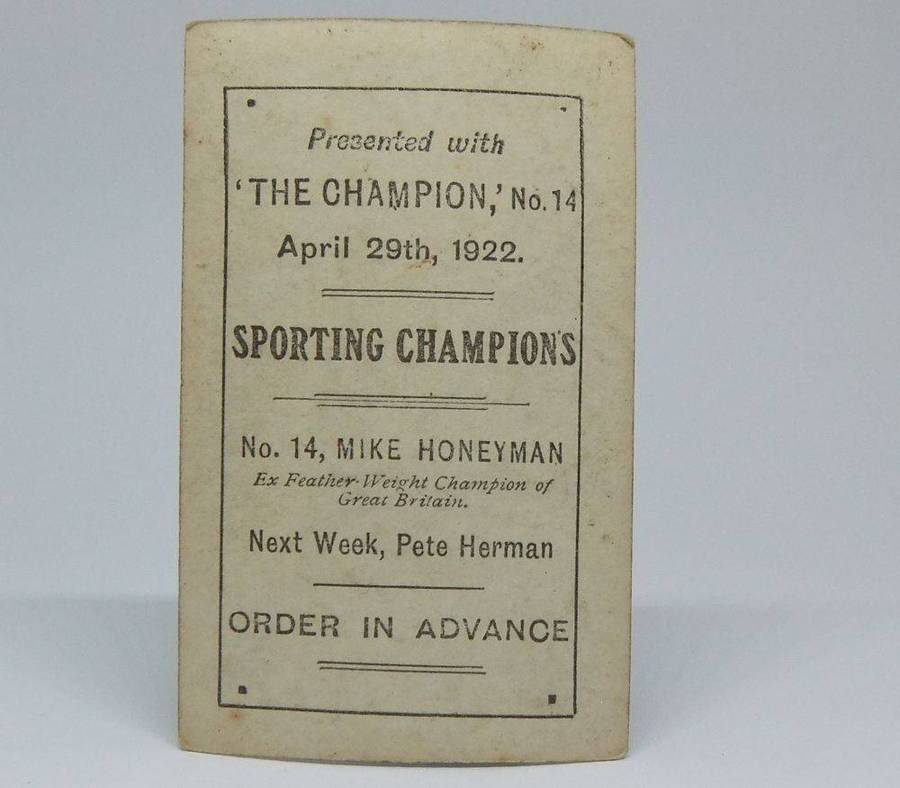 Presented with
'THE CHAMPION,' No. 14
April 29th, 1922.
SPORTING CHAMPIONS
No. 14, MIKE HONEYMAN
Ex Feather-Weight Champion of
Great Britain.
Next Week, Pete Herman
ORDER IN ADVANCE